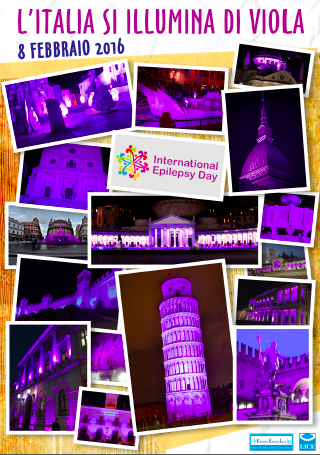 L'ITALIA SI ILLUMINA DI VIOLA
8 FEBBRAIO 2016
International
Epilepsy Day
LICE